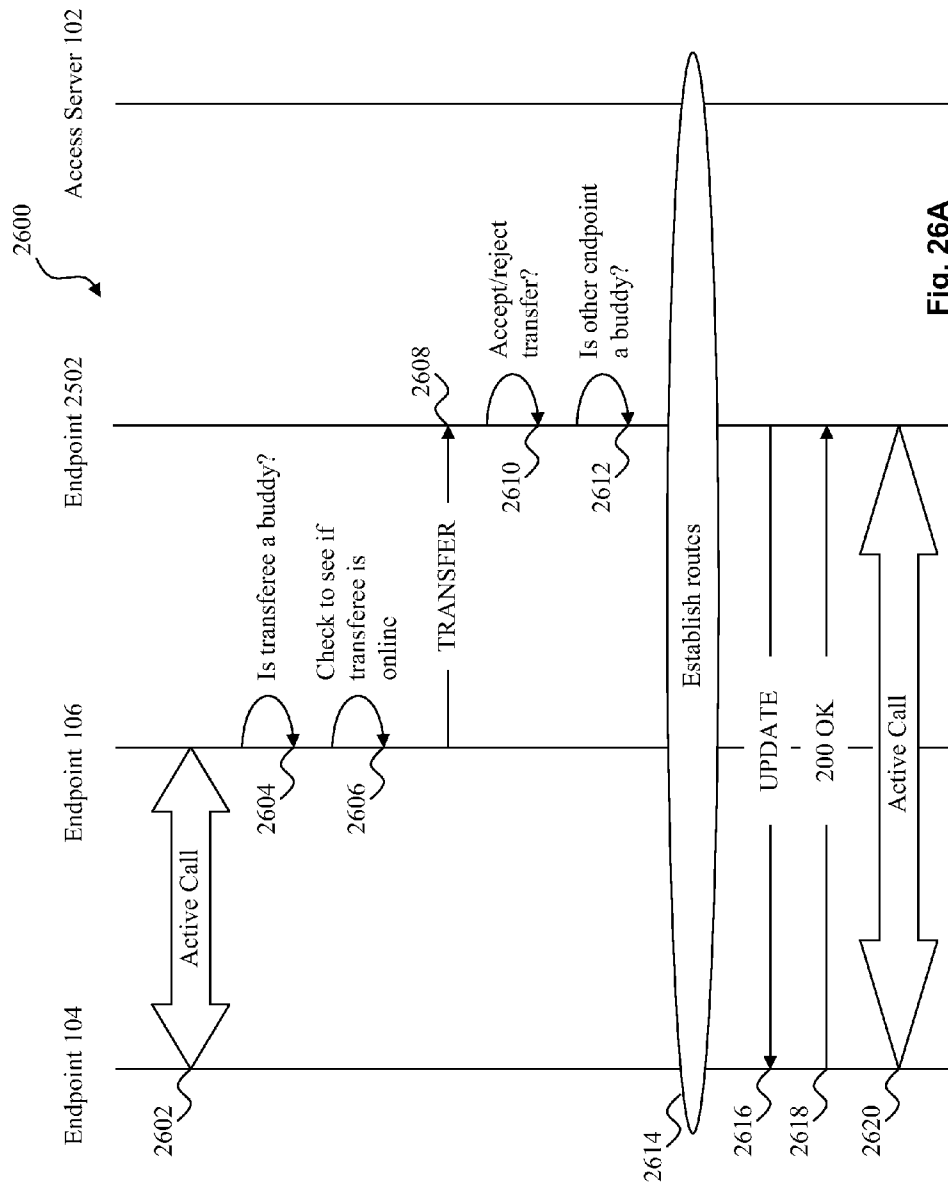 2600
Endpoint 104
Endpoint 106
Endpoint 2502
Access Server 102
2602
Active Call
2604
Is transferee a buddy?
2606
Check to see if
transferee is
online
TRANSFER
2608
2610
Accept/reject
transfer?
2612
Is other endpoint
a buddy?
2614
Establish routes
2616
UPDATE
2618
200 OK
2620
Active Call
Fig. 26A